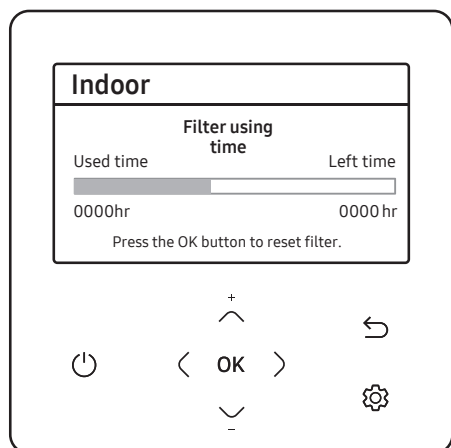 Indoor
Filter using
time
Used time Left time
0000hr 0000 hr
Press the OK button to reset filter.
+
OK
−